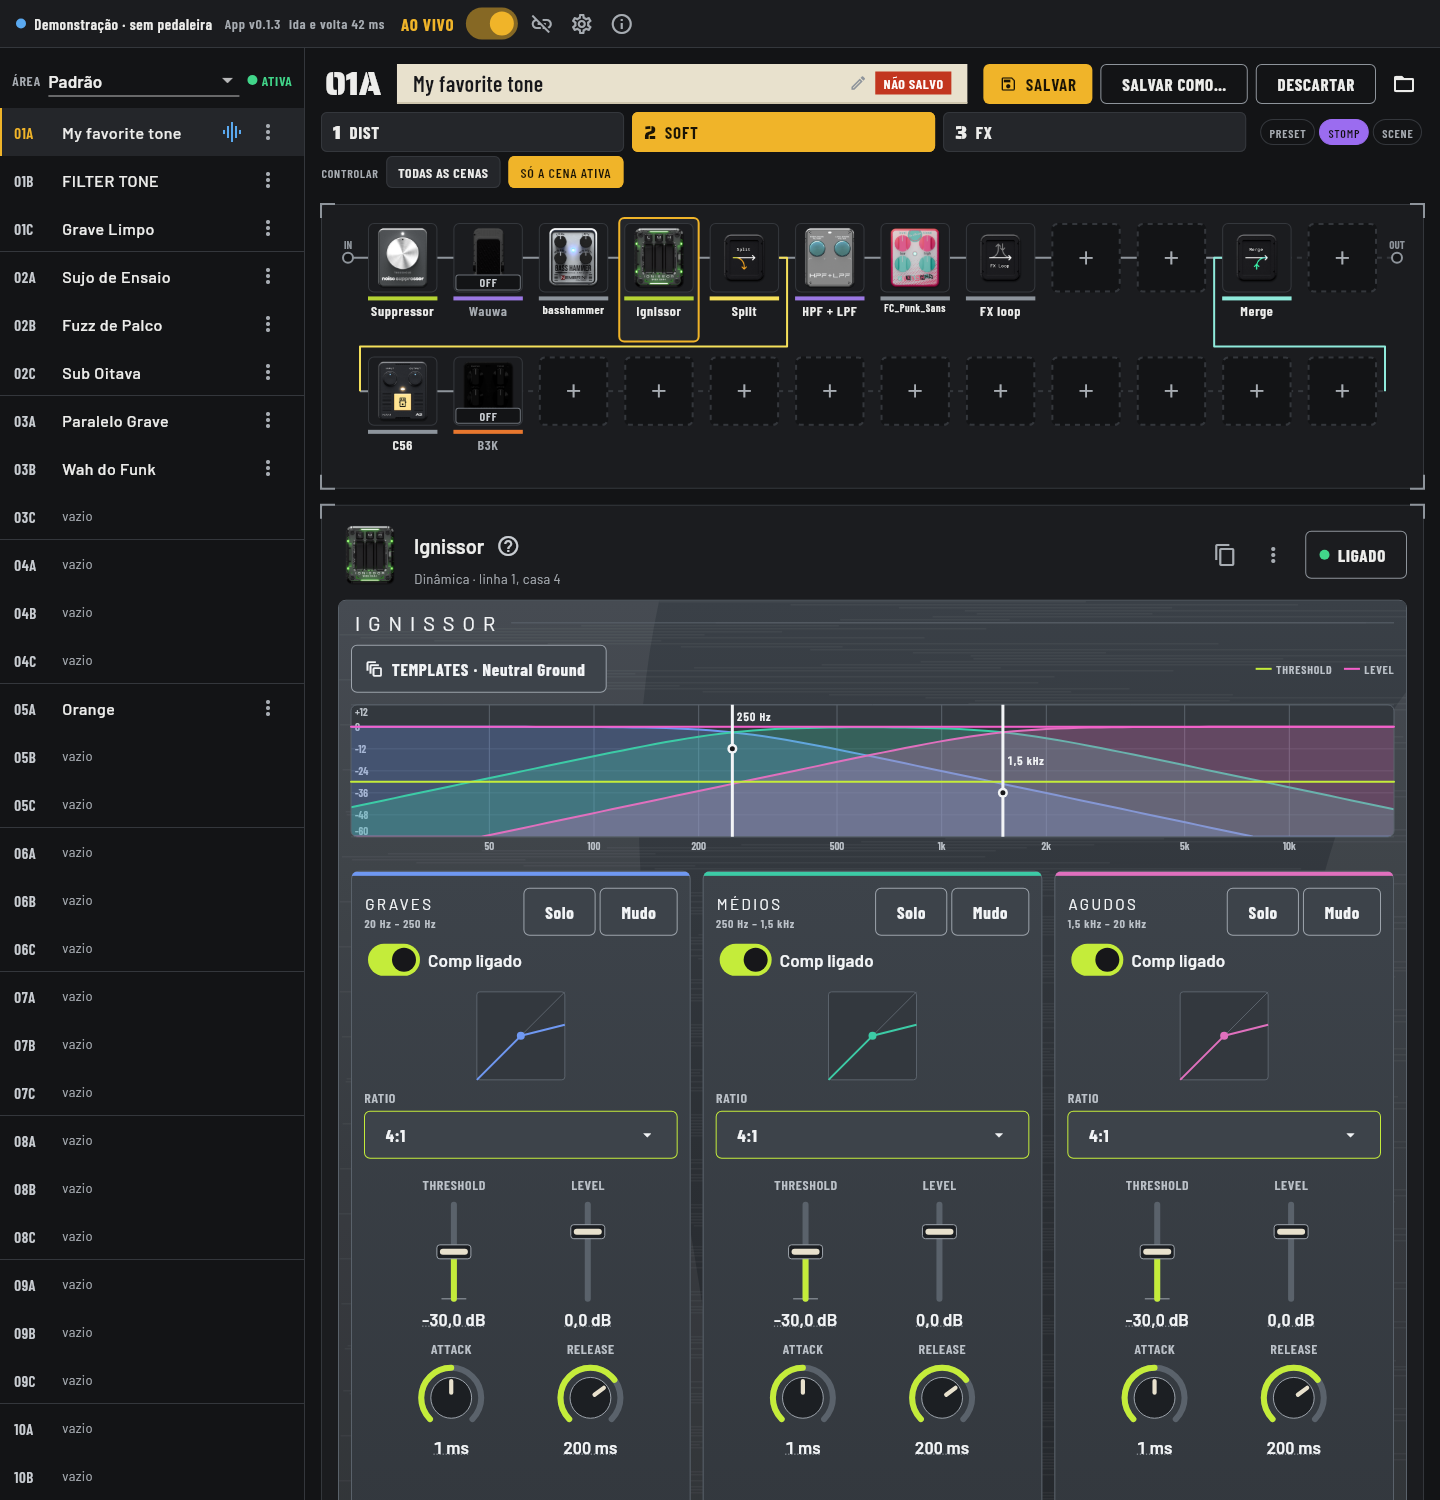 Demonstração · sem pedaleira App v0.1.3 Ida e volta 42 ms AO VIVO
ÁREA Padrão ATIVA
01A My favorite tone
01B FILTER TONE
01C Grave Limpo
02A Sujo de Ensaio
02B Fuzz de Palco
02C Sub Oitava
03A Paralelo Grave
03B Wah do Funk
03C vazio
04A vazio
04B vazio
04C vazio
05A Orange
05B vazio
05C vazio
06A vazio
06B vazio
06C vazio
07A vazio
07B vazio
07C vazio
08A vazio
08B vazio
08C vazio
09A vazio
09B vazio
09C vazio
10A vazio
10B vazio
01A My favorite tone NÃO SALVO SALVAR SALVAR COMO... DESCARTAR
1 DIST 2 SOFT 3 FX PRESET STOMP SCENE
CONTROLAR TODAS AS CENAS SÓ A CENA ATIVA
IN OUT
OFF
Split
HPF+LPF
FX Loop
Merge
Suppressor Wauwa basshammer Ignissor Split HPF + LPF FC_Punk_Sans FX loop Merge
OFF
C56 B3K
Ignissor
Dinâmica · linha 1, casa 4
LIGADO
IGNISSOR
TEMPLATES · Neutral Ground THRESHOLD LEVEL
+12
0
-12
-24
-36
-48
-60
250 Hz
1,5 kHz
50 100 200 500 1k 2k 5k 10k
GRAVES
20 Hz – 250 Hz
Solo Mudo
Comp ligado
RATIO
4:1
THRESHOLD LEVEL
-30,0 dB 0,0 dB
ATTACK RELEASE
1 ms 200 ms
MÉDIOS
250 Hz – 1,5 kHz
Solo Mudo
Comp ligado
RATIO
4:1
THRESHOLD LEVEL
-30,0 dB 0,0 dB
ATTACK RELEASE
1 ms 200 ms
AGUDOS
1,5 kHz – 20 kHz
Solo Mudo
Comp ligado
RATIO
4:1
THRESHOLD LEVEL
-30,0 dB 0,0 dB
ATTACK RELEASE
1 ms 200 ms